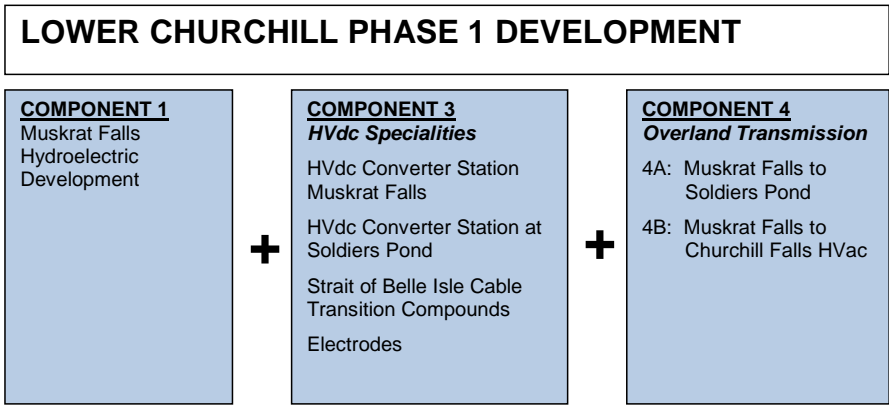 LOWER CHURCHILL PHASE 1 DEVELOPMENT
COMPONENT 1
Muskrat Falls
Hydroelectric
Development
+
COMPONENT 3
HVdc Specialities
HVdc Converter Station
Muskrat Falls
HVdc Converter Station at
Soldiers Pond
Strait of Belle Isle Cable
Transition Compounds
Electrodes
+
COMPONENT 4
Overland Transmission
4A: Muskrat Falls to
Soldiers Pond
4B: Muskrat Falls to
Churchill Falls HVac